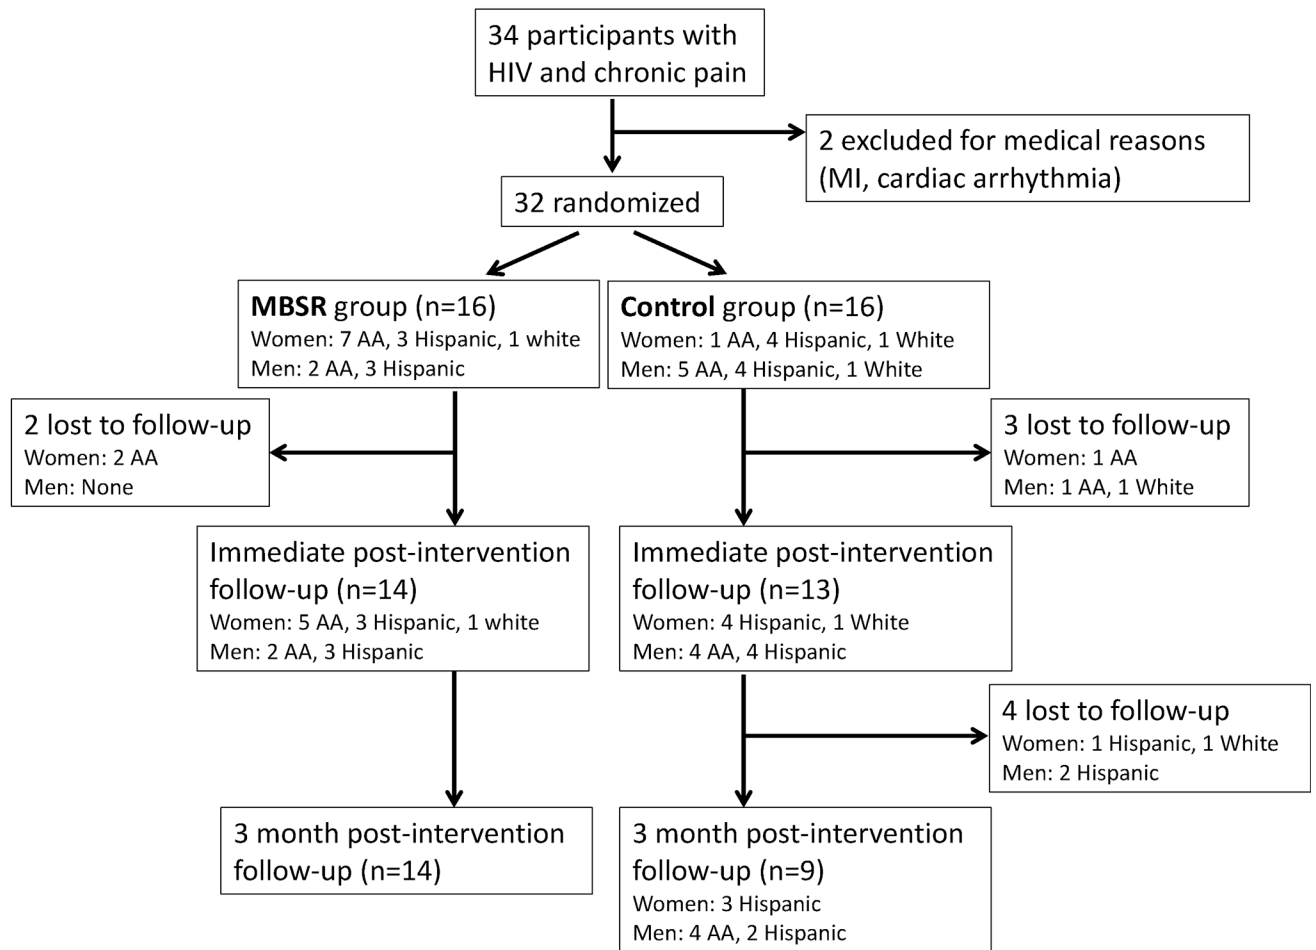 34 participants with
HIV and chronic pain
2 excluded for medical reasons
(MI, cardiac arrhythmia)
32 randomized
MBSR group (n=16)
Women: 7 AA, 3 Hispanic, 1 white
Men: 2 AA, 3 Hispanic
Control group (n=16)
Women: 1 AA, 4 Hispanic, 1 White
Men: 5 AA, 4 Hispanic, 1 White
2 lost to follow-up
Women: 2 AA
Men: None
3 lost to follow-up
Women: 1 AA
Men: 1 AA, 1 White
Immediate post-intervention
follow-up (n=14)
Women: 5 AA, 3 Hispanic, 1 white
Men: 2 AA, 3 Hispanic
Immediate post-intervention
follow-up (n=13)
Women: 4 Hispanic, 1 White
Men: 4 AA, 4 Hispanic
4 lost to follow-up
Women: 1 Hispanic, 1 White
Men: 2 Hispanic
3 month post-intervention
follow-up (n=14)
3 month post-intervention
follow-up (n=9)
Women: 3 Hispanic
Men: 4 AA, 2 Hispanic